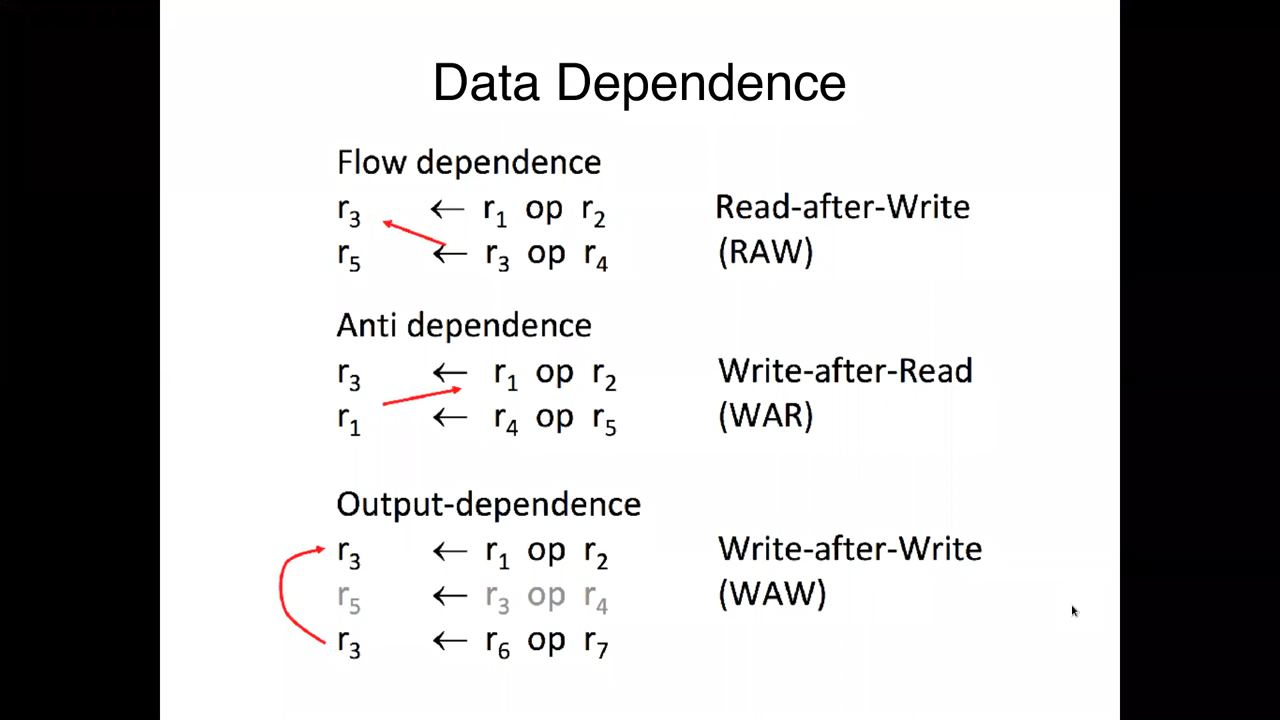 Data Dependence
Flow dependence
r₃ ← r₁ op r₂ Read-after-Write
r₅ ← r₃ op r₄ (RAW)
Anti dependence
r₃ ← r₁ op r₂ Write-after-Read
r₁ ← r₄ op r₅ (WAR)
Output-dependence
r₃ ← r₁ op r₂ Write-after-Write
r₅ ← r₃ op r₄ (WAW)
r₃ ← r₆ op r₇